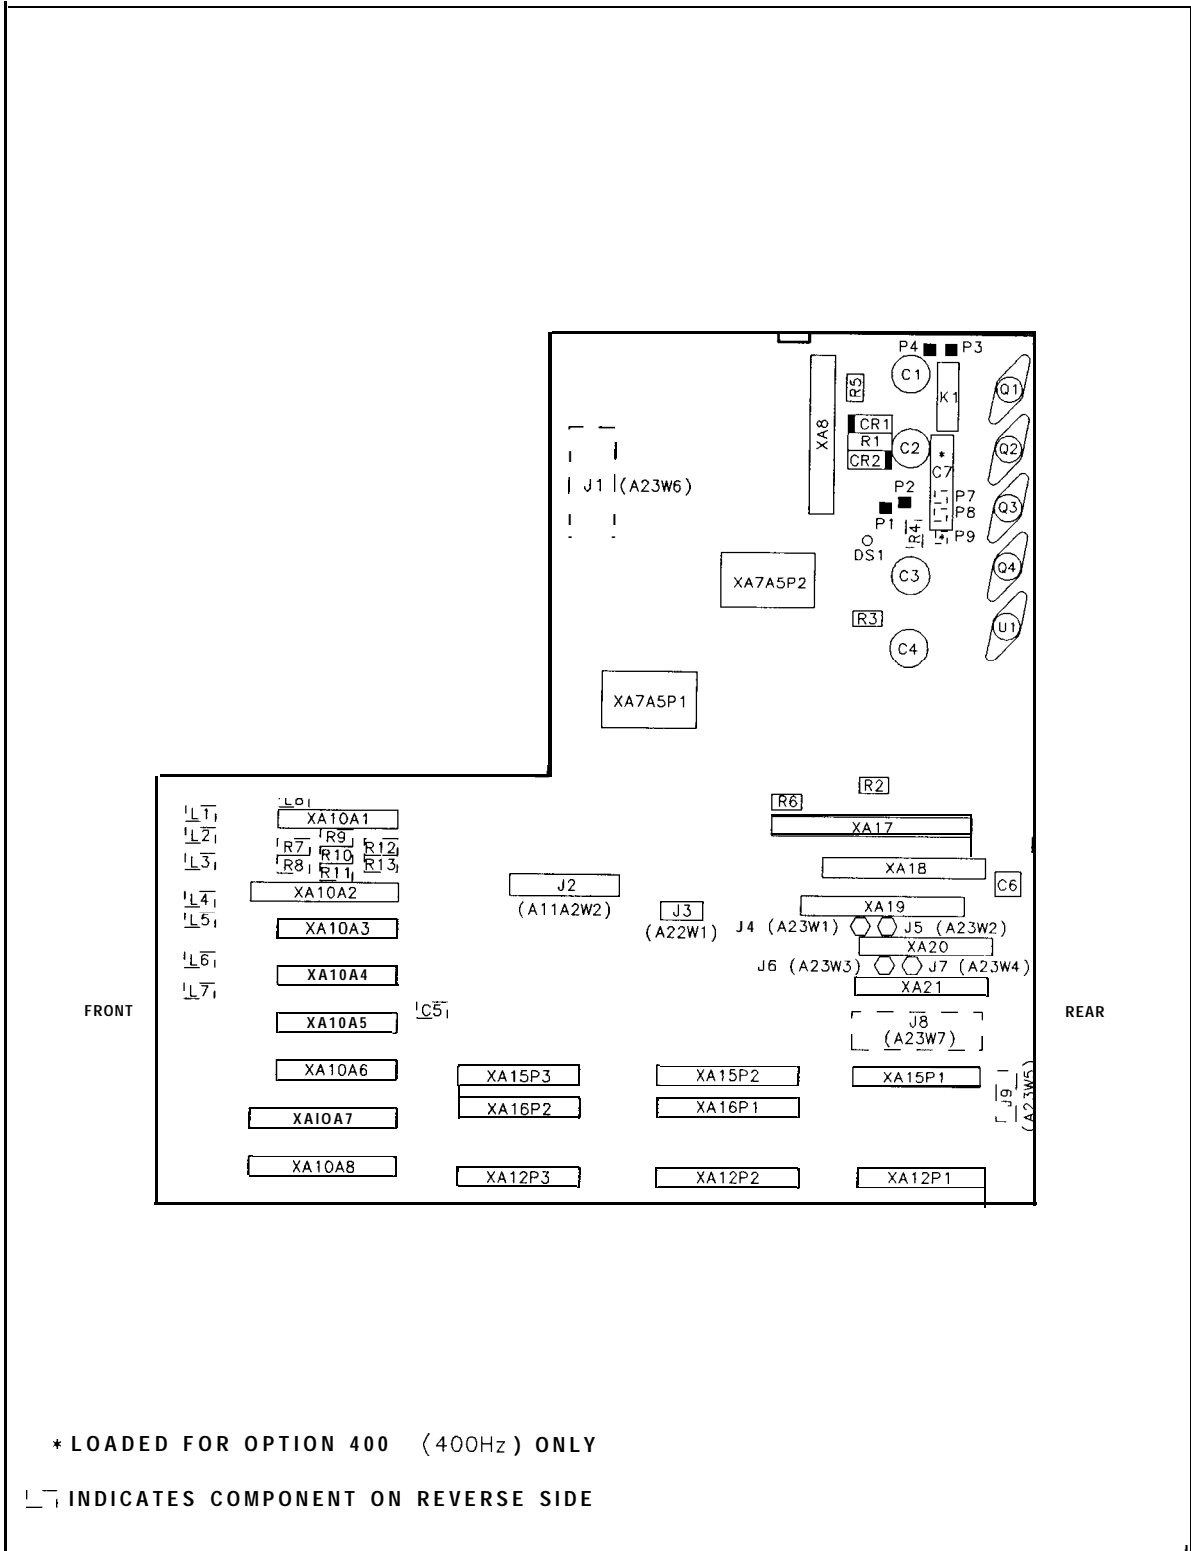 P4 P3
C1
Q1
R5
K1
XA8
CR1
R1
CR2
C2
*
C7
Q2
J1 (A23W6)
P2
P7
P8
P1
R4
* P9
Q3
DS1
C3
Q4
XA7A5P2
R3
U1
C4
XA7A5P1
R2
R6
L1
L8
XA10A1
XA17
L2
R9
R7
R12
L3
R10
R8
R13
R11
XA18
XA10A2
J2
C6
L4
(A11A2W2)
J3
XA19
L5
XA10A3
(A22W1)
J4 (A23W1) J5 (A23W2)
XA20
L6
XA10A4
J6 (A23W3) J7 (A23W4)
L7
XA21
FRONT
C5
REAR
XA10A5
J8
(A23W7)
XA10A6
XA15P3
XA15P2
XA15P1
J9
(A23W5)
XA16P2
XA16P1
XAIOA7
XA10A8
XA12P3
XA12P2
XA12P1
* LOADED FOR OPTION 400 (400Hz) ONLY
INDICATES COMPONENT ON REVERSE SIDE